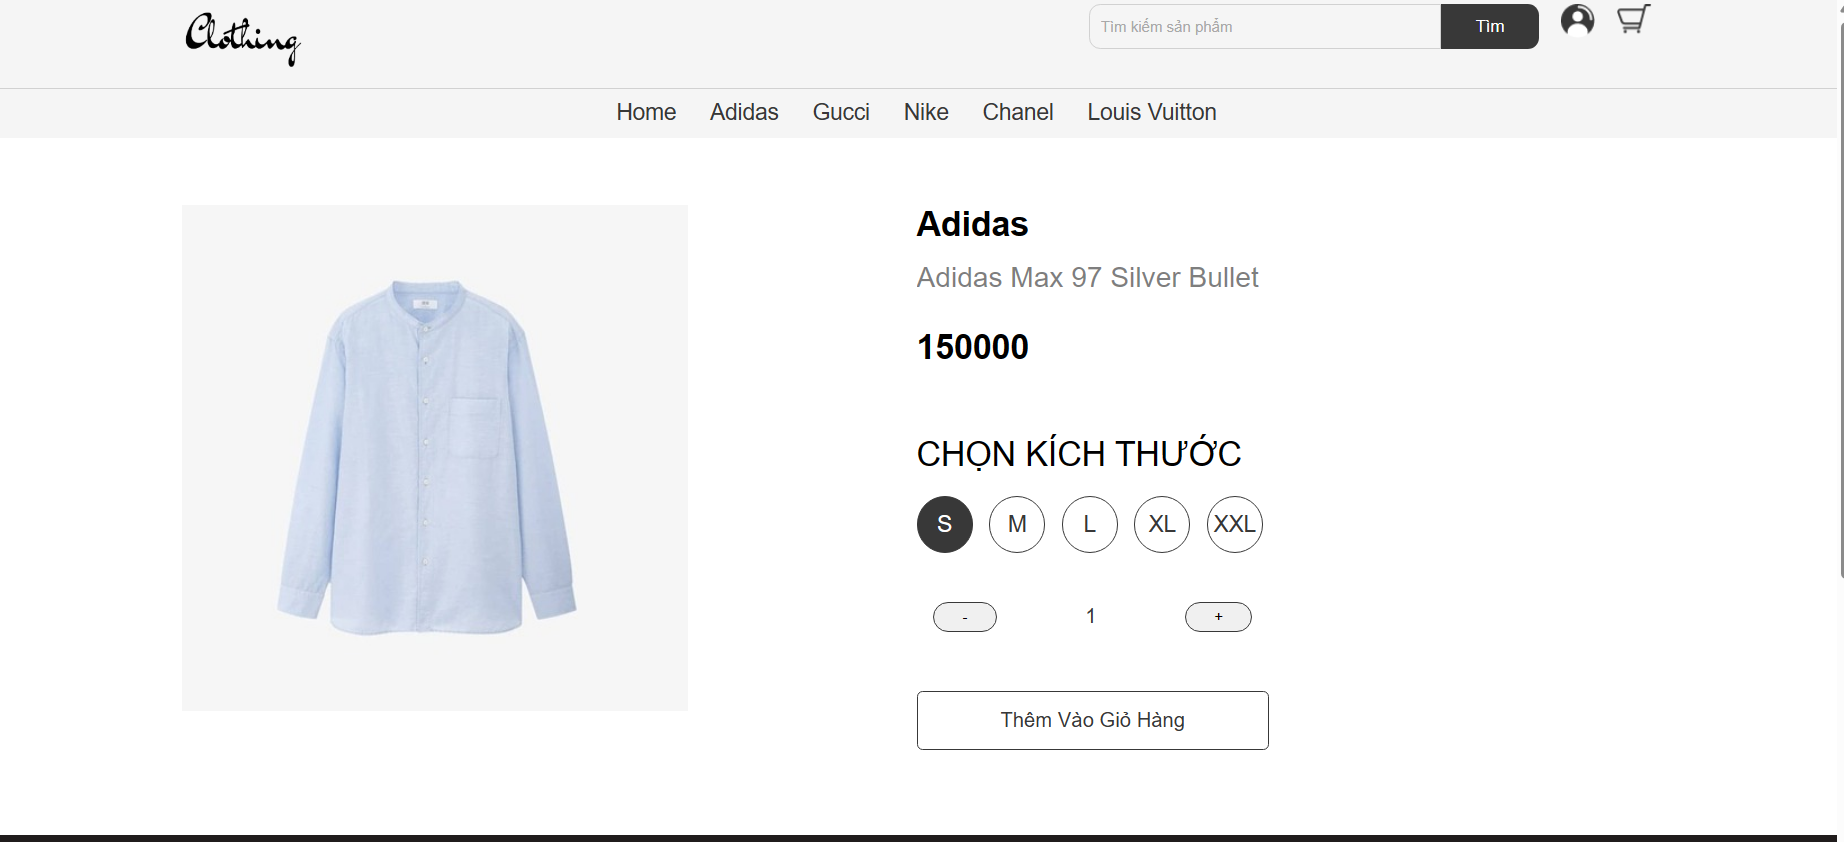 Clothing
Tìm kiếm sản phẩm
Tìm
Home Adidas Gucci Nike Chanel Louis Vuitton
Adidas
Adidas Max 97 Silver Bullet
150000
CHỌN KÍCH THƯỚC
S M L XL XXL
- 1 +
Thêm Vào Giỏ Hàng